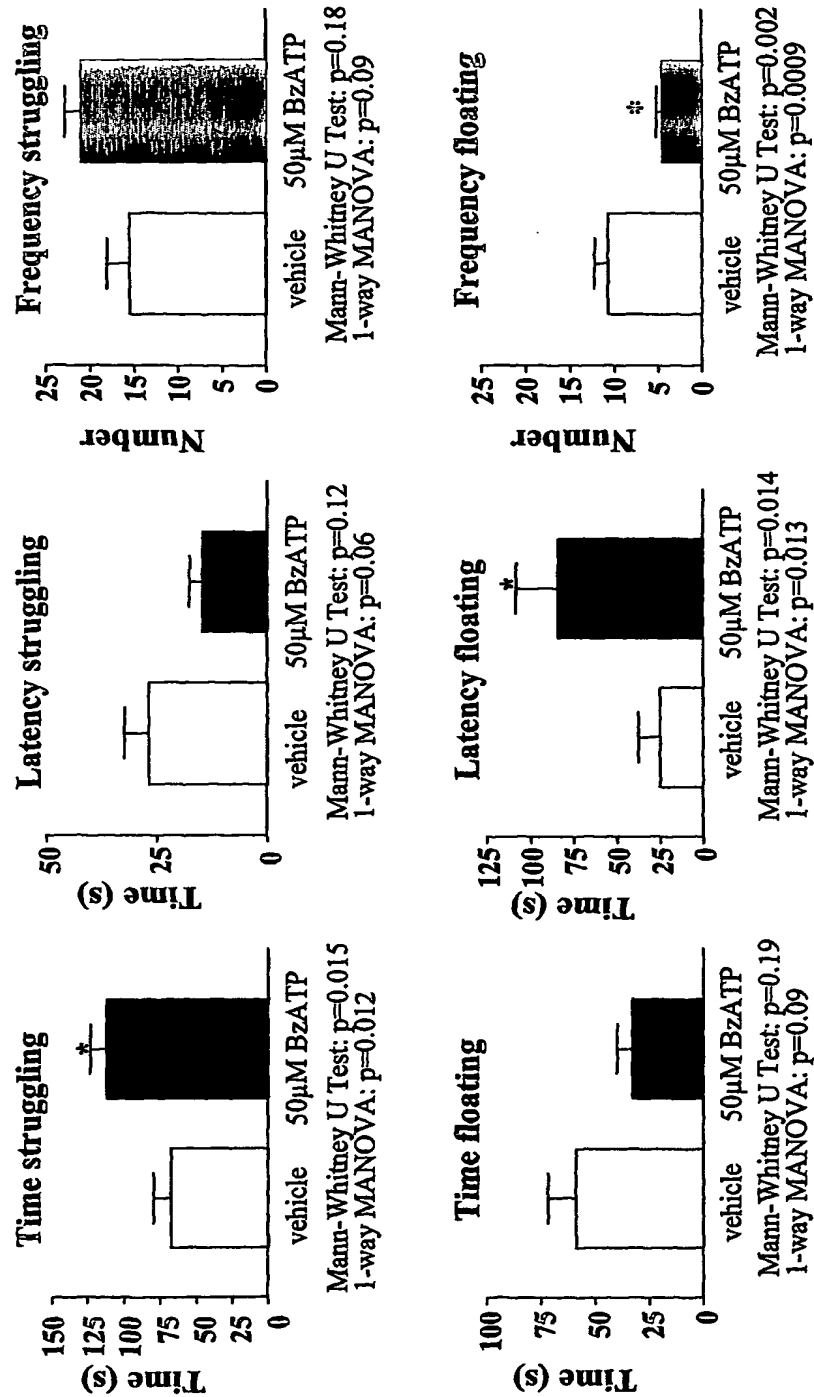 Time struggling
Time (s)
150
125
100
75
50
25
0
*
vehicle 50µM BzATP
Mann-Whitney U Test: p=0.015
1-way MANOVA: p=0.012
Latency struggling
Time (s)
50
25
0
vehicle 50µM BzATP
Mann-Whitney U Test: p=0.12
1-way MANOVA: p=0.06
Frequency struggling
Number
25
20
15
10
5
0
vehicle 50µM BzATP
Mann-Whitney U Test: p=0.18
1-way MANOVA: p=0.09
Time floating
Time (s)
100
75
50
25
0
vehicle 50µM BzATP
Mann-Whitney U Test: p=0.19
1-way MANOVA: p=0.09
Latency floating
Time (s)
125
100
75
50
25
0
*
vehicle 50µM BzATP
Mann-Whitney U Test: p=0.014
1-way MANOVA: p=0.013
Frequency floating
Number
25
20
15
10
5
0
*
vehicle 50µM BzATP
Mann-Whitney U Test: p=0.002
1-way MANOVA: p=0.0009